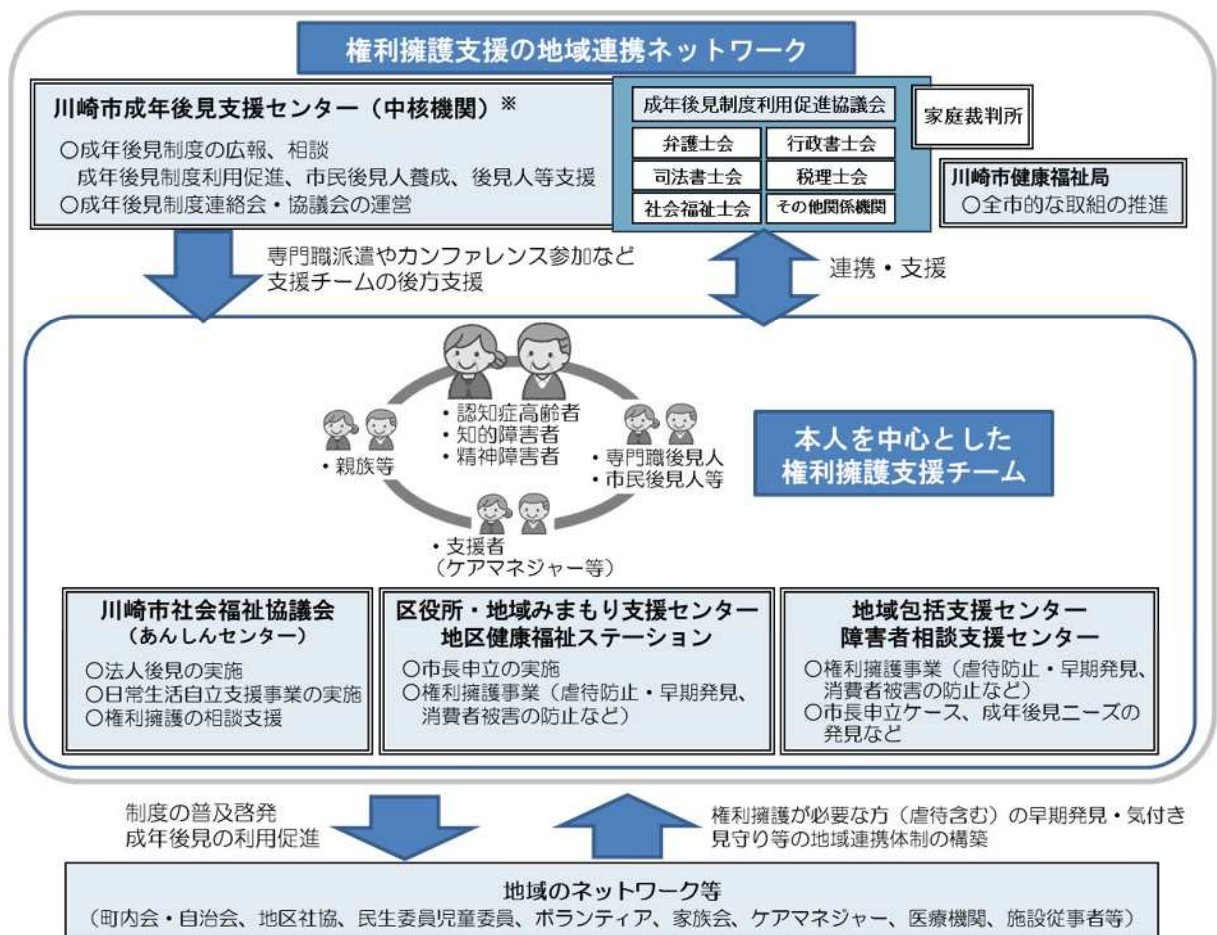 権利擁護支援の地域連携ネットワーク
川崎市成年後見支援センター（中核機関）※
○成年後見制度の広報、相談
成年後見制度利用促進、市民後見人養成、後見人等支援
○成年後見制度連絡会・協議会の運営
成年後見制度利用促進協議会
弁護士会
行政書士会
司法書士会
税理士会
社会福祉士会
その他関係機関
家庭裁判所
川崎市健康福祉局
○全市的な取組の推進
専門職派遣やカンファレンス参加など
支援チームの後方支援
連携・支援
・認知症高齢者
・知的障害者
・精神障害者
・親族等
・専門職後見人
・市民後見人等
・支援者
（ケアマネジャー等）
本人を中心とした
権利擁護支援チーム
川崎市社会福祉協議会
（あんしんセンター）
○法人後見の実施
○日常生活自立支援事業の実施
○権利擁護の相談支援
区役所・地域みまもり支援センター
地区健康福祉ステーション
○市長申立の実施
○権利擁護事業（虐待防止・早期発見、
消費者被害の防止など）
地域包括支援センター
障害者相談支援センター
○権利擁護事業（虐待防止・早期発見、
消費者被害の防止など）
○市長申立ケース、成年後見ニーズの
発見など
制度の普及啓発
成年後見の利用促進
権利擁護が必要な方（虐待含む）の早期発見・気付き
見守り等の地域連携体制の構築
地域のネットワーク等
（町内会・自治会、地区社協、民生委員児童委員、ボランティア、家族会、ケアマネジャー、医療機関、施設従事者等）